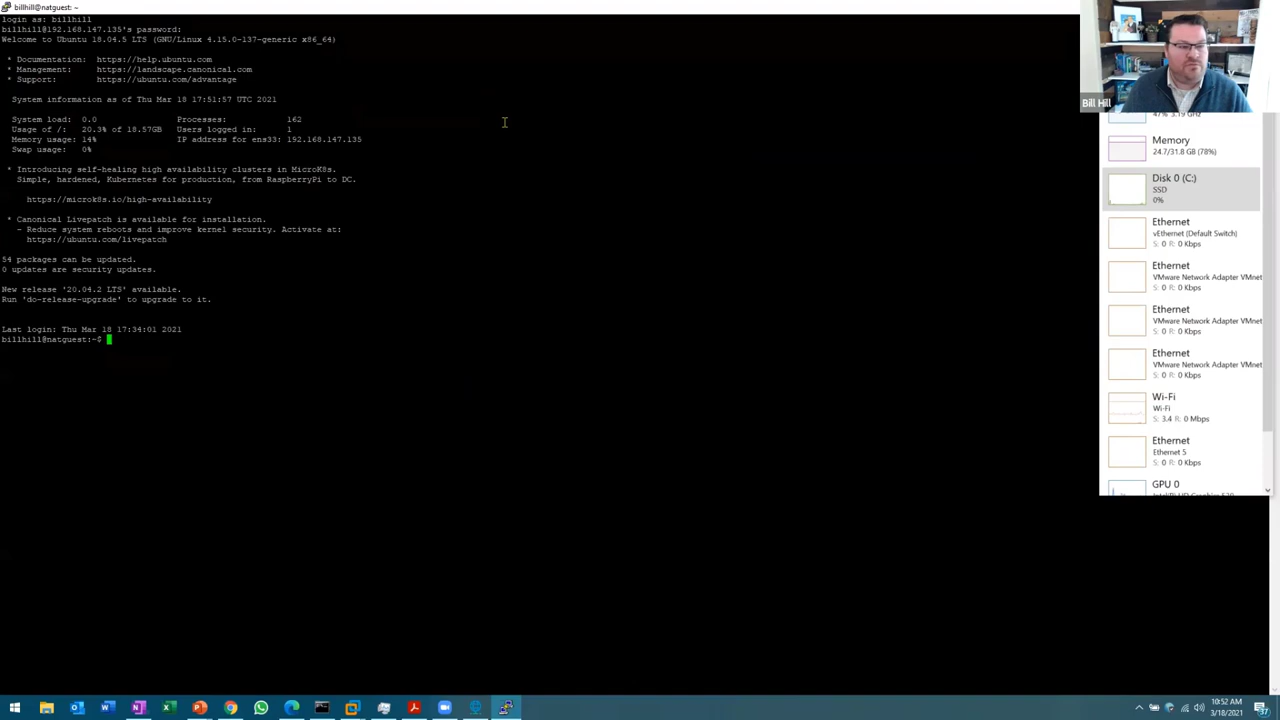 billhill@natguest: ~
login as: billhill
billhill@192.168.147.135's password:
Welcome to Ubuntu 18.04.5 LTS (GNU/Linux 4.15.0-137-generic x86_64)
* Documentation: https://help.ubuntu.com
* Management: https://landscape.canonical.com
* Support: https://ubuntu.com/advantage
System information as of Thu Mar 18 17:51:57 UTC 2021
System load: 0.0 Processes: 162
Usage of /: 20.3% of 18.57GB Users logged in: 1
Memory usage: 14% IP address for ens33: 192.168.147.135
Swap usage: 0%
* Introducing self-healing high availability clusters in MicroK8s.
Simple, hardened, Kubernetes for production, from RaspberryPi to DC.
https://microk8s.io/high-availability
* Canonical Livepatch is available for installation.
- Reduce system reboots and improve kernel security. Activate at:
https://ubuntu.com/livepatch
54 packages can be updated.
0 updates are security updates.
New release '20.04.2 LTS' available.
Run 'do-release-upgrade' to upgrade to it.
Last login: Thu Mar 18 17:34:01 2021
billhill@natguest:~$
Bill Hill
47% 3.19 GHz
Memory
24.7/31.8 GB (78%)
Disk 0 (C:)
SSD
0%
Ethernet
vEthernet (Default Switch)
S: 0 R: 0 Kbps
Ethernet
VMware Network Adapter VMnet
S: 0 R: 0 Kbps
Ethernet
VMware Network Adapter VMnet
S: 0 R: 0 Kbps
Ethernet
VMware Network Adapter VMnet
S: 0 R: 0 Kbps
Wi-Fi
Wi-Fi
S: 3.4 R: 0 Mbps
Ethernet
Ethernet 5
S: 0 R: 0 Kbps
GPU 0
10:52 AM
3/18/2021
37